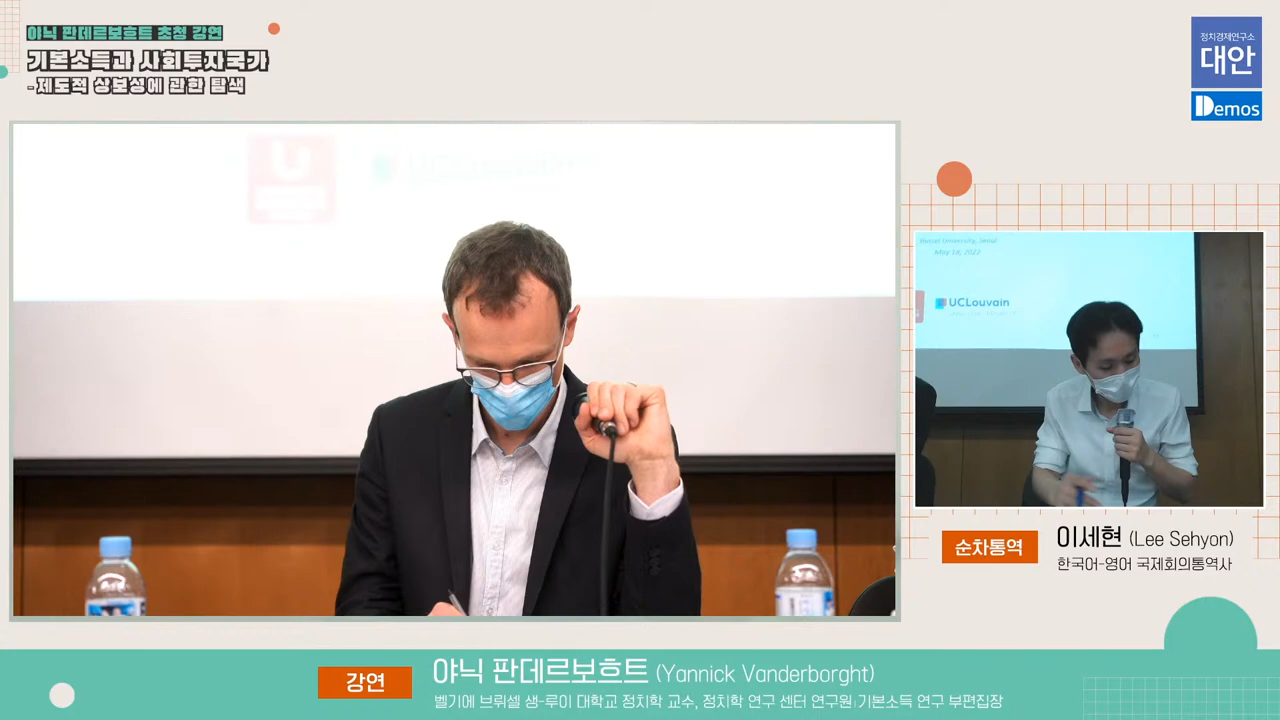 야닉 판데르보흐트 초청 강연
기본소득과 사회투자국가
- 제도적 상보성에 관한 탐색
정치경제연구소
대안
Demos
UCLouvain
University, Seoul
May 18, 2022
UCLouvain
순차통역
이세현 (Lee Sehyon)
한국어-영어 국제회의통역사
강연
야닉 판데르보흐트 (Yannick Vanderborght)
벨기에 브뤼셀 생-루이 대학교 정치학 교수, 정치학 연구 센터 연구원, 기본소득 연구 부편집장